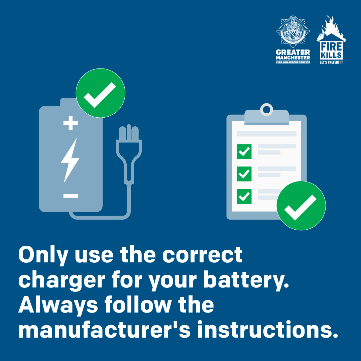 GREATER
MANCHESTER
FIRE
KILLS
Only use the correct
charger for your battery.
Always follow the
manufacturer's instructions.